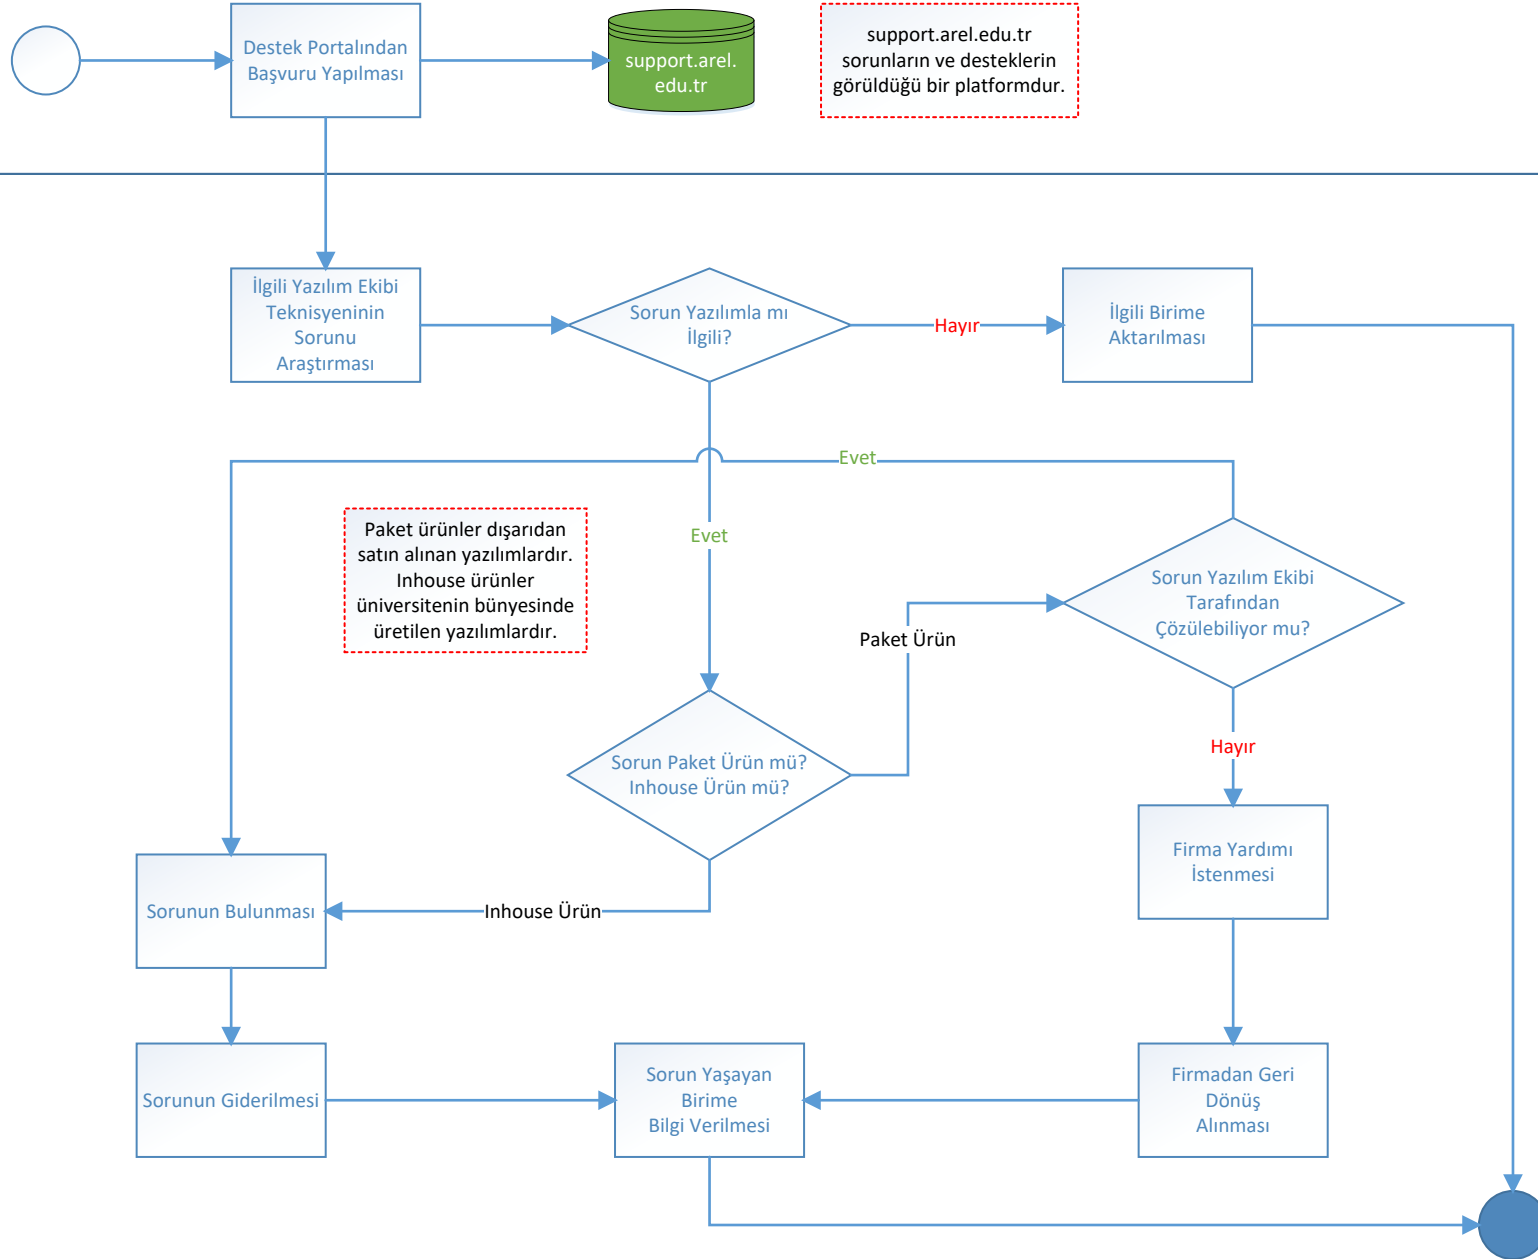 Destek Portalından
Başvuru Yapılması
support.arel.
edu.tr
support.arel.edu.tr
sorunların ve desteklerin
görüldüğü bir platformdur.
İlgili Yazılım Ekibi
Teknisyeninin
Sorunu
Araştırması
Sorun Yazılımla mı
İlgili?
Hayır
İlgili Birime
Aktarılması
Evet
Paket ürünler dışarıdan
satın alınan yazılımlardır.
Inhouse ürünler
üniversitenin bünyesinde
üretilen yazılımlardır.
Evet
Sorun Yazılım Ekibi
Tarafından
Çözülebiliyor mu?
Paket Ürün
Hayır
Sorun Paket Ürün mü?
Inhouse Ürün mü?
Firma Yardımı
İstenmesi
Sorunun Bulunması
Inhouse Ürün
Sorunun Giderilmesi
Sorun Yaşayan
Birime
Bilgi Verilmesi
Firmadan Geri
Dönüş
Alınması